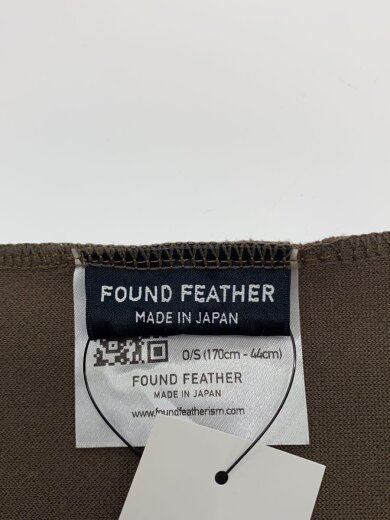 FOUND FEATHER
MADE IN JAPAN
O/S (170cm - 44cm)
FOUND FEATHER
MADE IN JAPAN
www.foundfeatherism.com